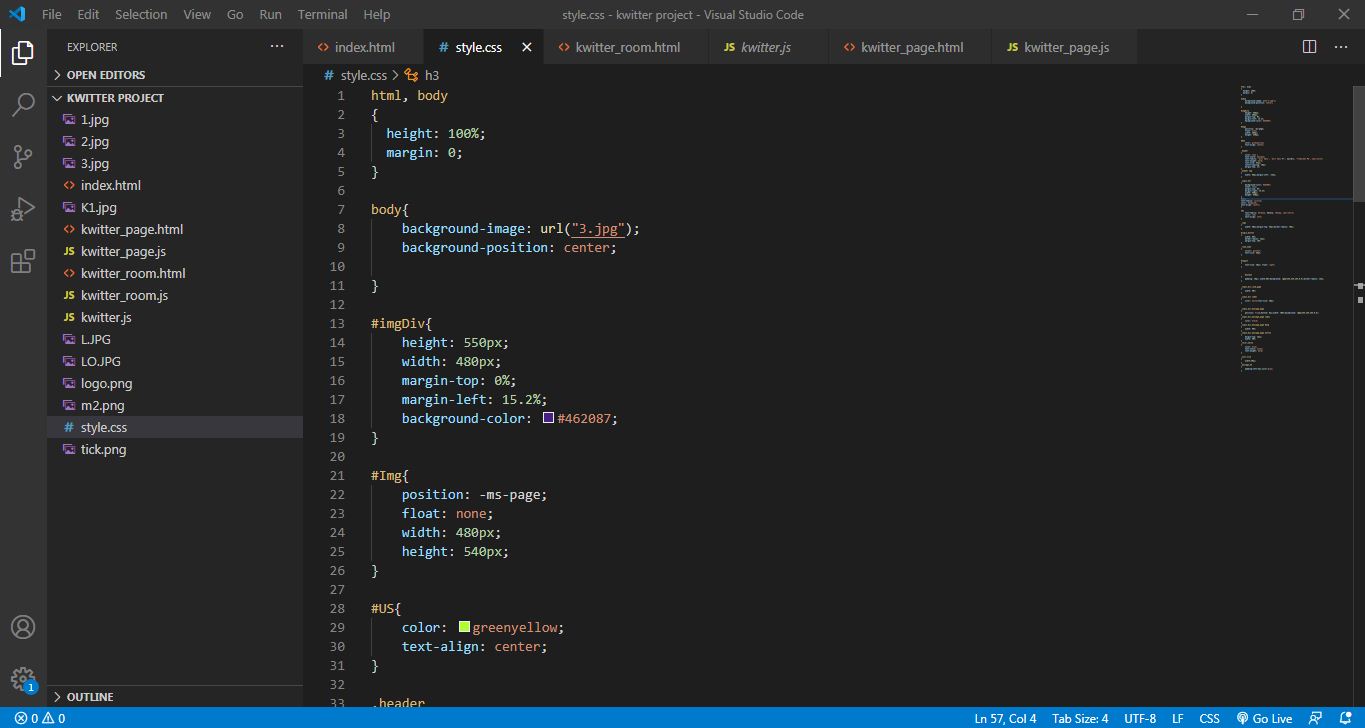 File Edit Selection View Go Run Terminal Help style.css - kwitter project - Visual Studio Code
EXPLORER
index.html style.css kwitter_room.html kwitter.js kwitter_page.html kwitter_page.js
OPEN EDITORS
style.css > h3
KWITTER PROJECT
1.jpg
2.jpg
3.jpg
index.html
K1.jpg
kwitter_page.html
kwitter_page.js
kwitter_room.html
kwitter_room.js
kwitter.js
L.JPG
LO.JPG
logo.png
m2.png
style.css
tick.png
OUTLINE
1 html, body
2 {
3 height: 100%;
4 margin: 0;
5 }
6
7 body{
8 background-image: url("3.jpg");
9 background-position: center;
10
11 }
12
13 #imgDiv{
14 height: 550px;
15 width: 480px;
16 margin-top: 0%;
17 margin-left: 15.2%;
18 background-color: #462087;
19 }
20
21 #Img{
22 position: -ms-page;
23 float: none;
24 width: 480px;
25 height: 540px;
26 }
27
28 #US{
29 color: greenyellow;
30 text-align: center;
31 }
32
33 .header
1
0 0 Ln 57, Col 4 Tab Size: 4 UTF-8 LF CSS Go Live